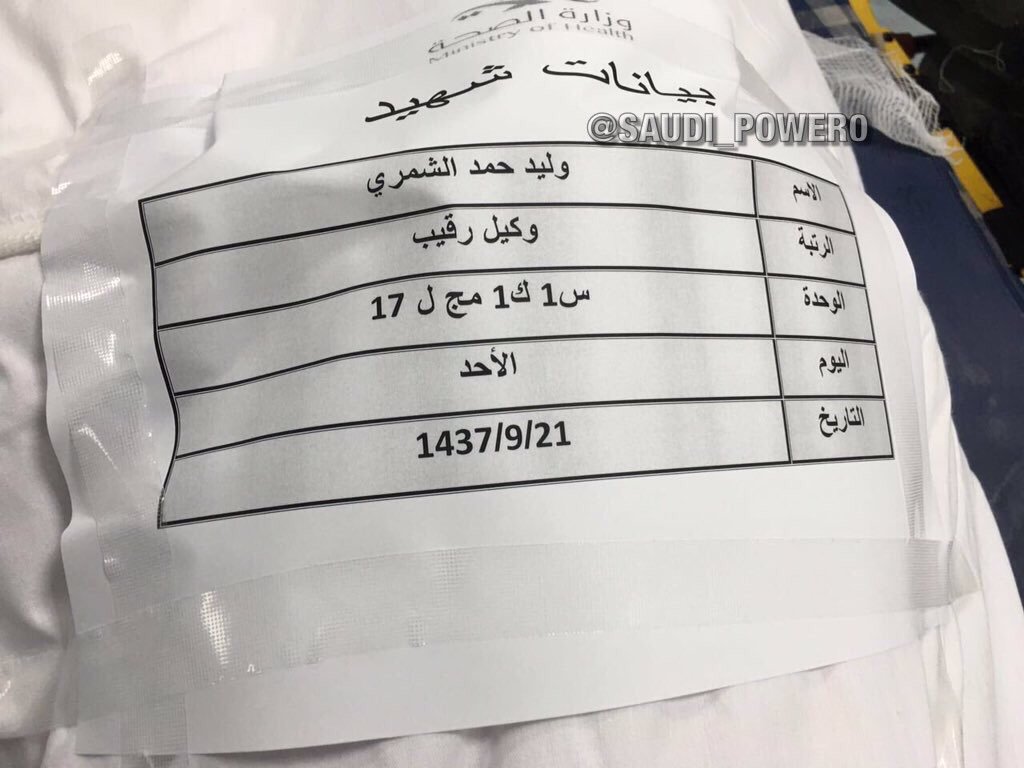 وزارة الصحة
Ministry of Health
بيانات شهيد
@SAUDI_POWERO
الاسم وليد حمد الشمري
الرتبة وكيل رقيب
الوحدة س1 ك1 مج ل 17
اليوم الأحد
التاريخ 1437/9/21